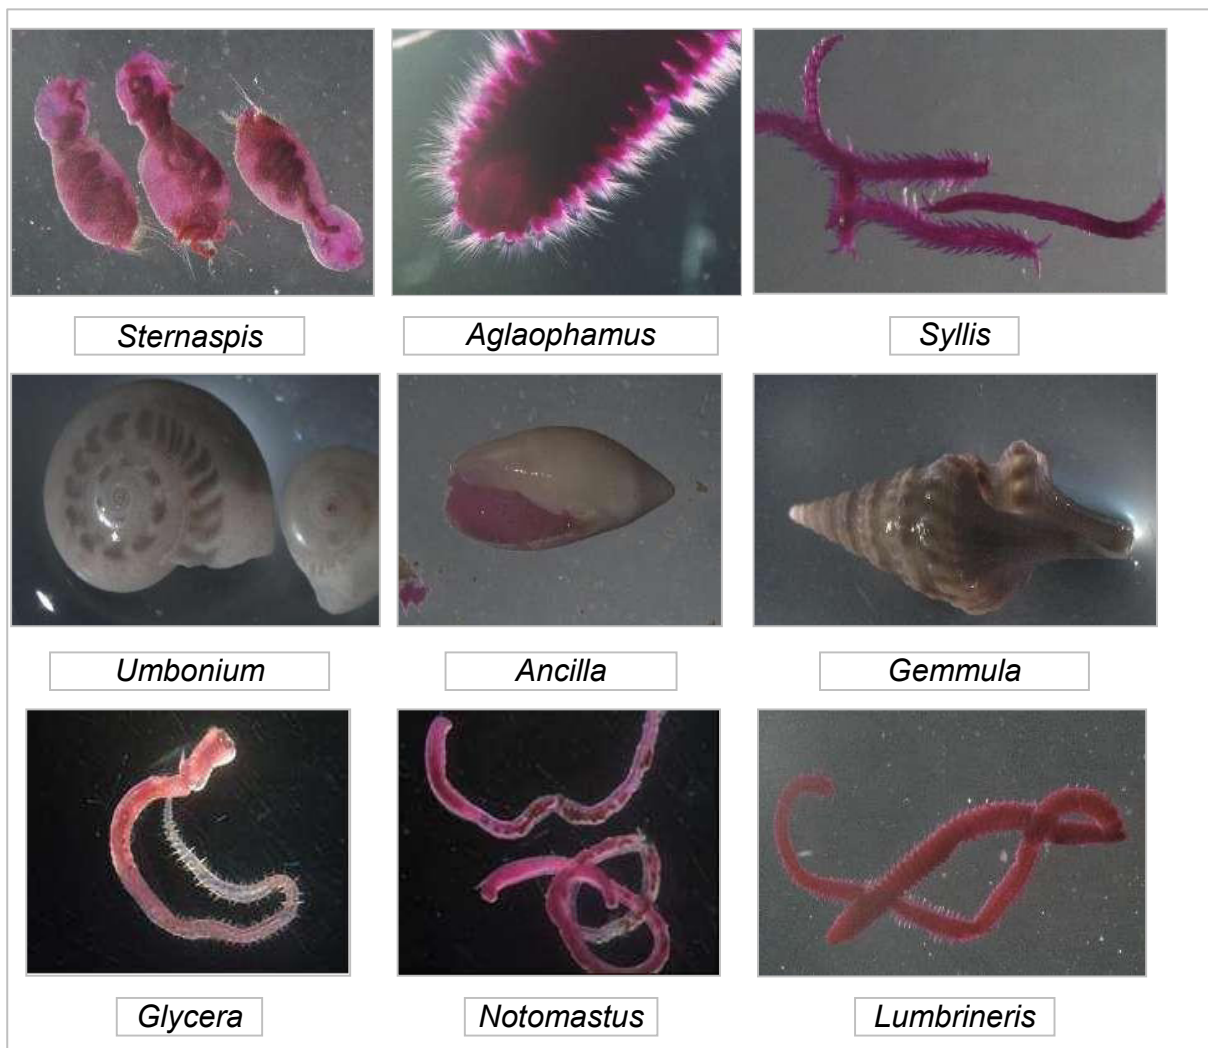 Sternaspis
Aglaophamus
Syllis
Umbonium
Ancilla
Gemmula
Glycera
Notomastus
Lumbrineris